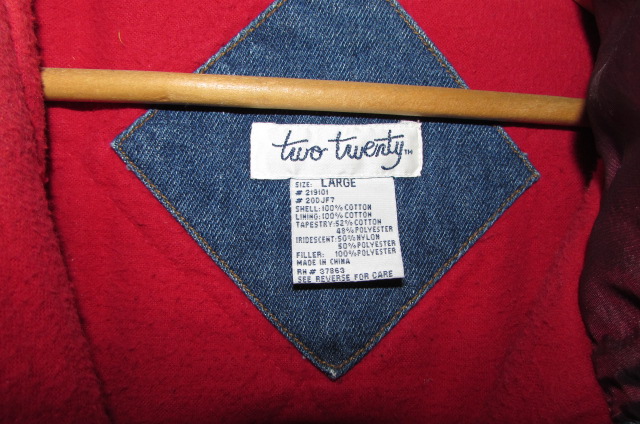 two twenty™
SIZE: LARGE
# 219101
# 200JF7
SHELL: 100% COTTON
LINING: 100% COTTON
TAPESTRY: 52% COTTON
48% POLYESTER
IRIDESCENT: 50% NYLON
50% POLYESTER
FILLER: 100% POLYESTER
MADE IN CHINA
RN# 37863
SEE REVERSE FOR CARE